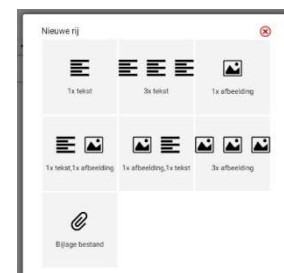 Nieuwe rij
1x tekst
3x tekst
1x afbeelding
1x tekst,1x afbeelding
1x afbeelding,1x tekst
3x afbeelding
Bijlage bestand